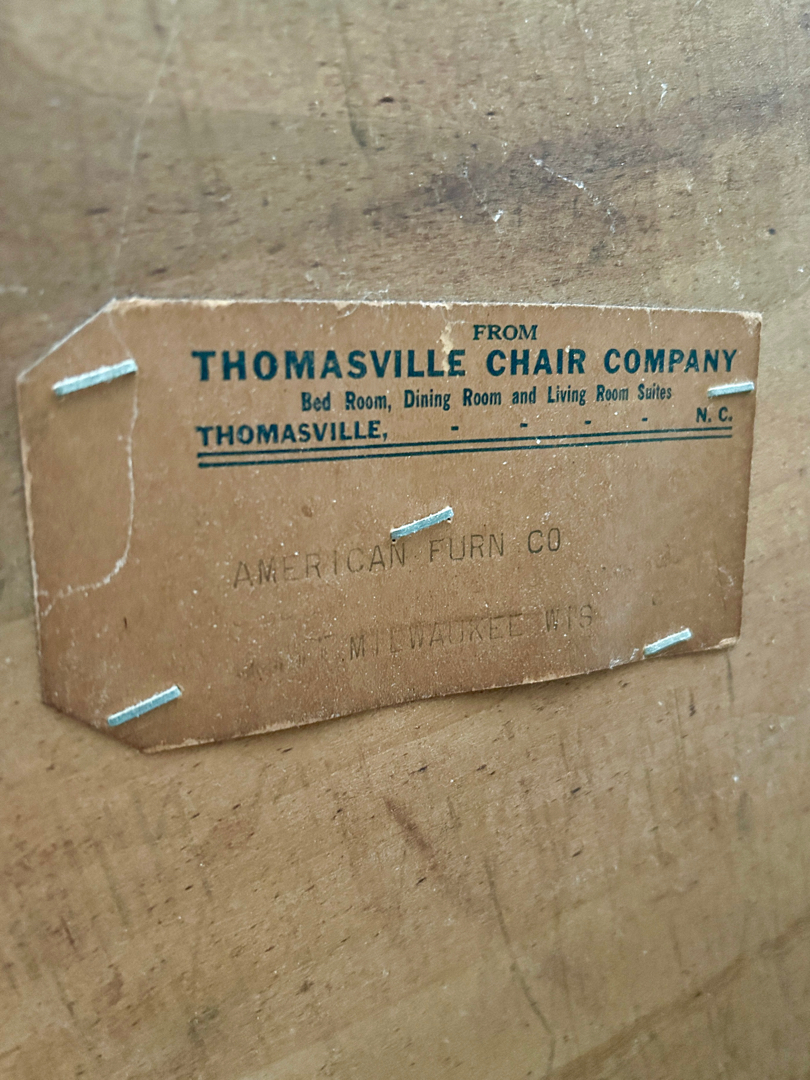 FROM
THOMASVILLE CHAIR COMPANY
Bed Room, Dining Room and Living Room Suites
THOMASVILLE, - - - - N. C.
AMERICAN FURN CO
MILWAUKEE WIS